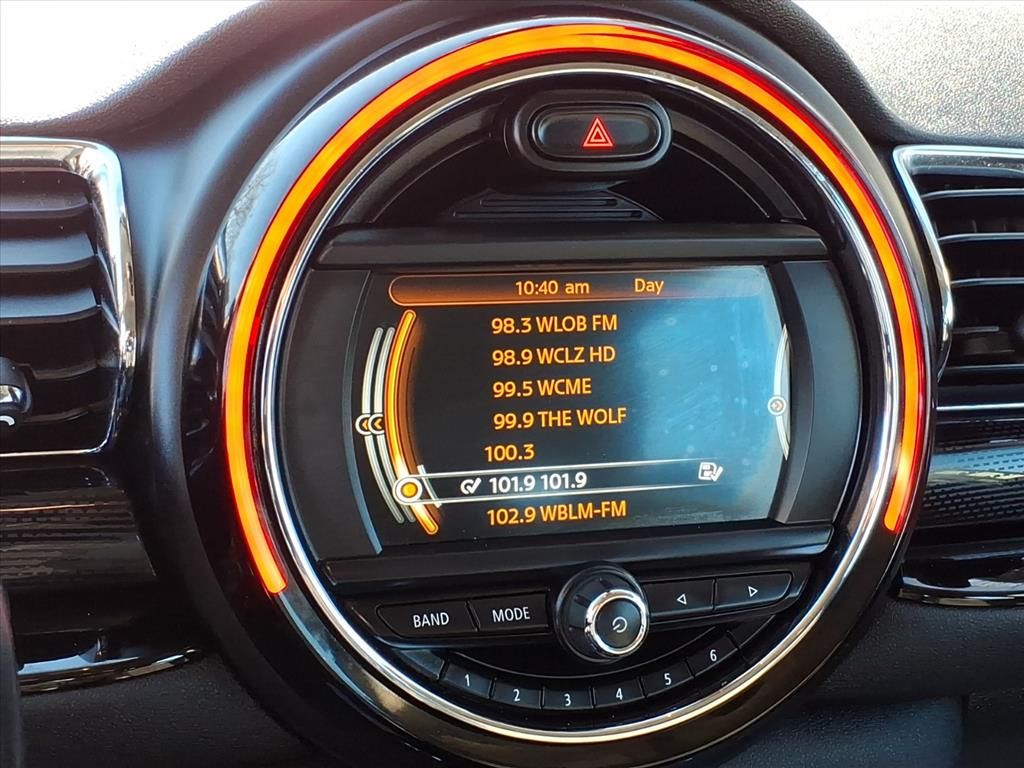 10:40 am Day
98.3 WLOB FM
98.9 WCLZ HD
99.5 WCME
99.9 THE WOLF
100.3
101.9 101.9
102.9 WBLM-FM
BAND MODE
1 2 3 4 5 6